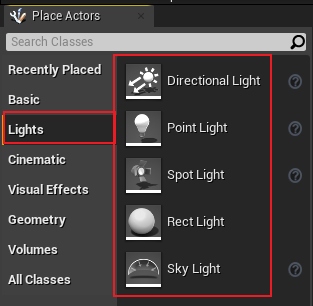 Place Actors
Search Classes
Recently Placed
Basic
Lights
Cinematic
Visual Effects
Geometry
Volumes
All Classes
Directional Light
Point Light
Spot Light
Rect Light
Sky Light